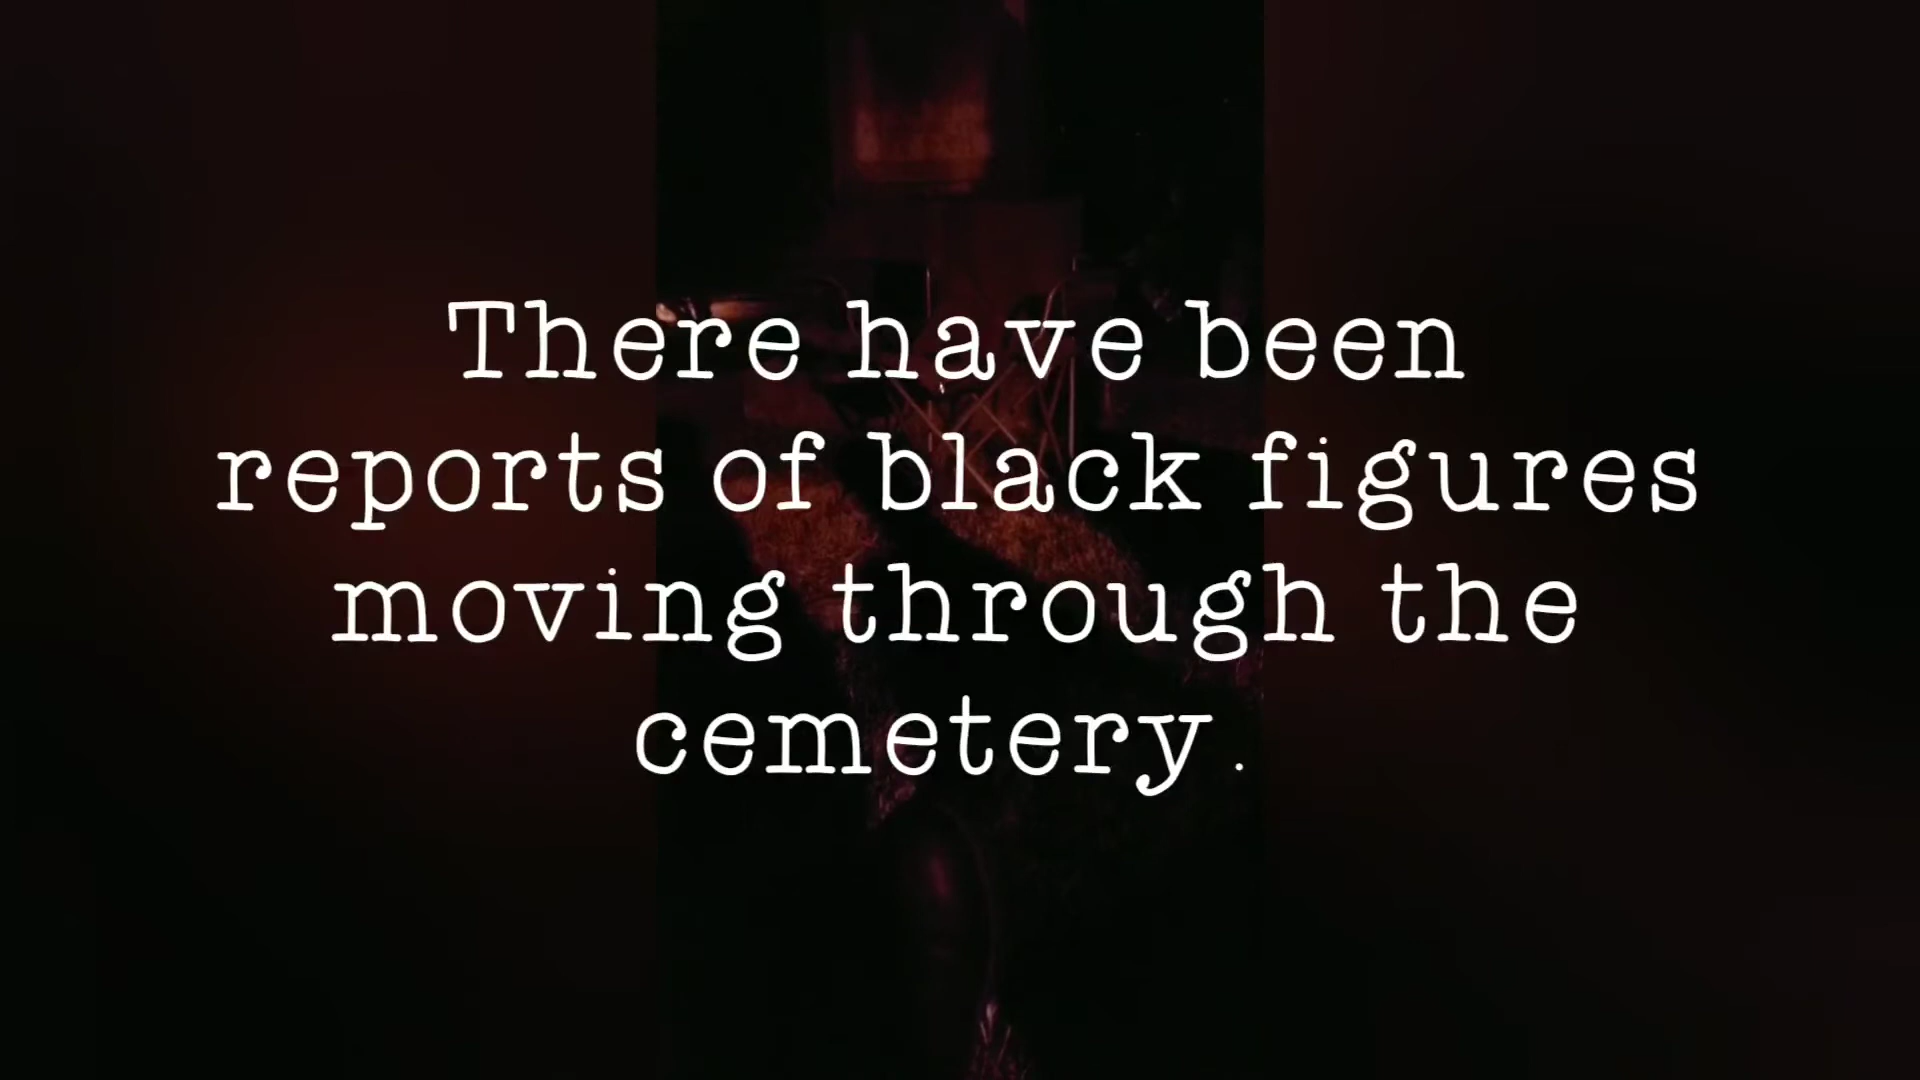 There have been
reports of black figures
moving through the
cemetery.